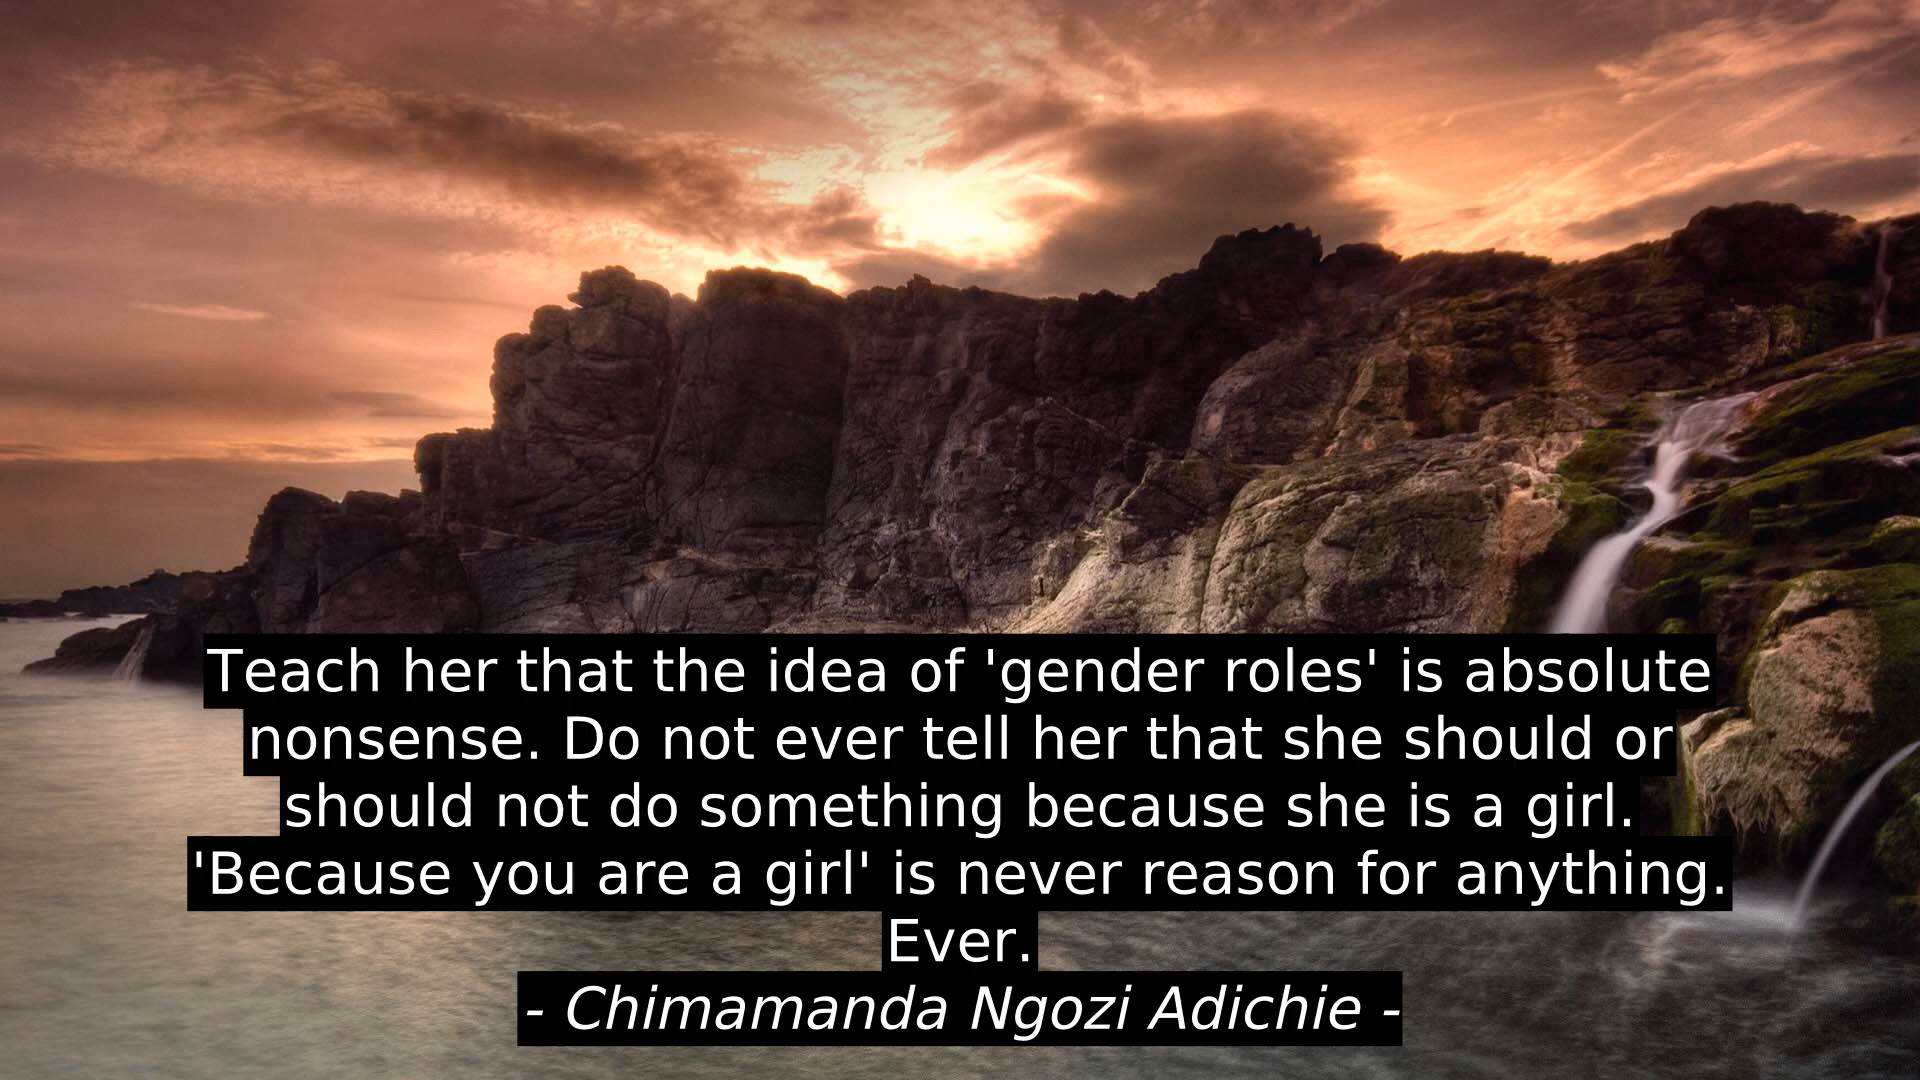 Teach her that the idea of 'gender roles' is absolute
nonsense. Do not ever tell her that she should or
should not do something because she is a girl.
'Because you are a girl' is never reason for anything.
Ever.
- Chimamanda Ngozi Adichie -